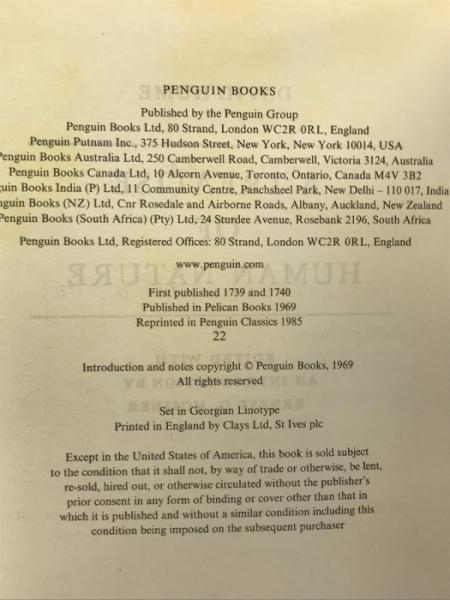 PENGUIN BOOKS
Published by the Penguin Group
Penguin Books Ltd, 80 Strand, London WC2R 0RL, England
Penguin Putnam Inc., 375 Hudson Street, New York, New York 10014, USA
Penguin Books Australia Ltd, 250 Camberwell Road, Camberwell, Victoria 3124, Australia
Penguin Books Canada Ltd, 10 Alcorn Avenue, Toronto, Ontario, Canada M4V 3B2
guin Books India (P) Ltd, 11 Community Centre, Panchsheel Park, New Delhi – 110 017, India
nguin Books (NZ) Ltd, Cnr Rosedale and Airborne Roads, Albany, Auckland, New Zealand
Penguin Books (South Africa) (Pty) Ltd, 24 Sturdee Avenue, Rosebank 2196, South Africa
Penguin Books Ltd, Registered Offices: 80 Strand, London WC2R 0RL, England
www.penguin.com
First published 1739 and 1740
Published in Pelican Books 1969
Reprinted in Penguin Classics 1985
22
Introduction and notes copyright © Penguin Books, 1969
All rights reserved
Set in Georgian Linotype
Printed in England by Clays Ltd, St Ives plc
Except in the United States of America, this book is sold subject
to the condition that it shall not, by way of trade or otherwise, be lent,
re-sold, hired out, or otherwise circulated without the publisher's
prior consent in any form of binding or cover other than that in
which it is published and without a similar condition including this
condition being imposed on the subsequent purchaser